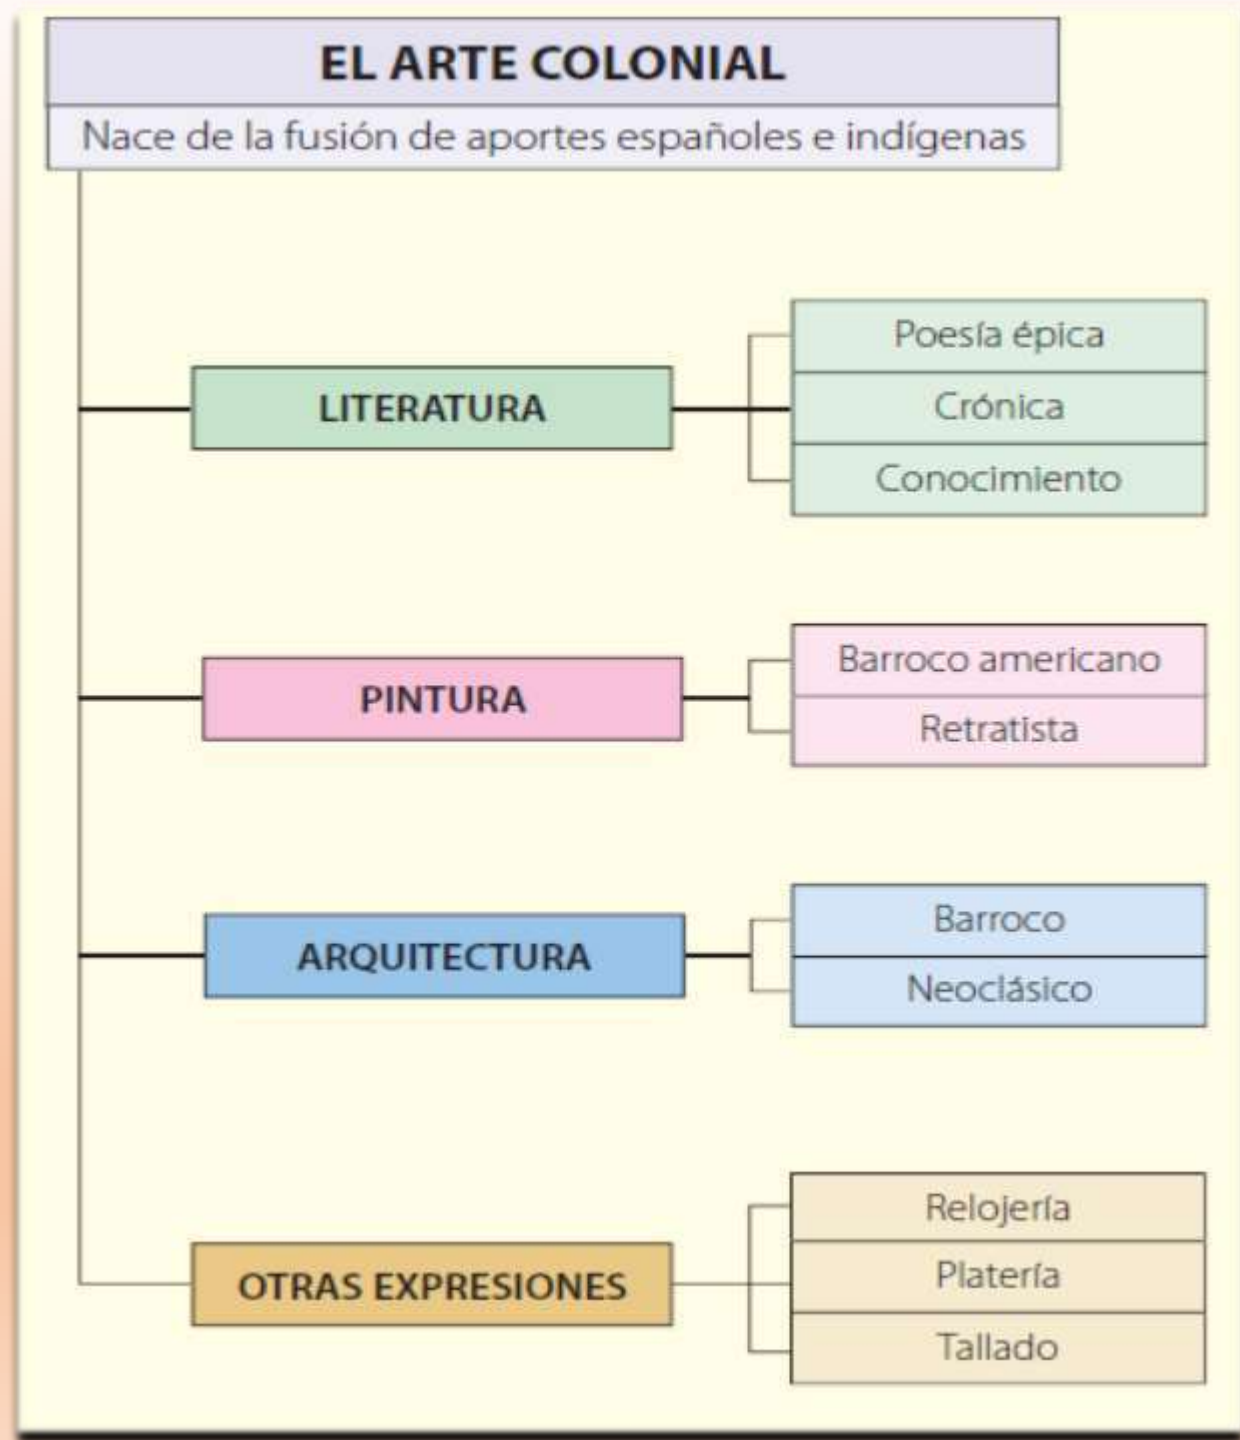 EL ARTE COLONIAL
Nace de la fusión de aportes españoles e indígenas
LITERATURA
Poesía épica
Crónica
Conocimiento
PINTURA
Barroco americano
Retratista
ARQUITECTURA
Barroco
Neoclásico
OTRAS EXPRESIONES
Relojería
Platería
Tallado